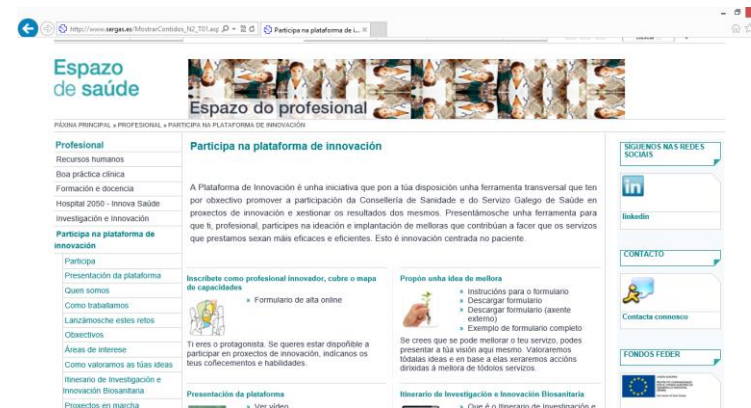 http://www.sergas.es/MostrarContidos_N2_T01.asp
Participa na plataforma de i...
Espazo
de saúde
Espazo do profesional
PÁXINA PRINCIPAL » PROFESIONAL » PARTICIPA NA PLATAFORMA DE INNOVACIÓN
Profesional
Recursos humanos
Boa práctica clínica
Formación e docencia
Hospital 2050 - Innova Saúde
Investigación e Innovación
Participa na plataforma de
innovación
Participa
Presentación da plataforma
Quen somos
Como traballamos
Lanzámosche estes retos
Obxectivos
Áreas de interese
Como valoramos as túas ideas
Itinerario de Investigación e
Innovación Biosanitaria
Proxectos en marcha
Participa na plataforma de innovación
A Plataforma de Innovación é unha iniciativa que pon a túa disposición unha ferramenta transversal que ten
por obxectivo promover a participación da Consellería de Sanidade e do Servizo Galego de Saúde en
proxectos de innovación e xestionar os resultados dos mesmos. Presentámosche unha ferramenta para
que ti, profesional, participes na ideación e implantación de melloras que contribúan a facer que os servizos
que prestamos sexan máis eficaces e eficientes. Esto é innovación centrada no paciente.
Inscríbete como profesional innovador, cubre o mapa
de capacidades
» Formulario de alta online
Ti eres o protagonista. Se queres estar dispoñible a
participar en proxectos de innovación, indícanos os
teus coñecementos e habilidades.
Propón unha idea de mellora
» Instrucións para o formulario
» Descargar formulario
» Descargar formulario (axente
externo)
» Exemplo de formulario completo
Se crees que se pode mellorar o teu servizo, podes
presentar a túa visión aquí mesmo. Valoraremos
tódalas ideas e en base a elas xeraremos accións
dirixidas á mellora de tódolos servizos.
Presentación da plataforma
» Ver vídeo
Itinerario de Investigación e Innovación Biosanitaria
» Que é o Itinerario de Investigación e
SÍGUENOS NAS REDES
SOCIAIS
in
linkedin
CONTACTO
Contacta connosco
FONDOS FEDER